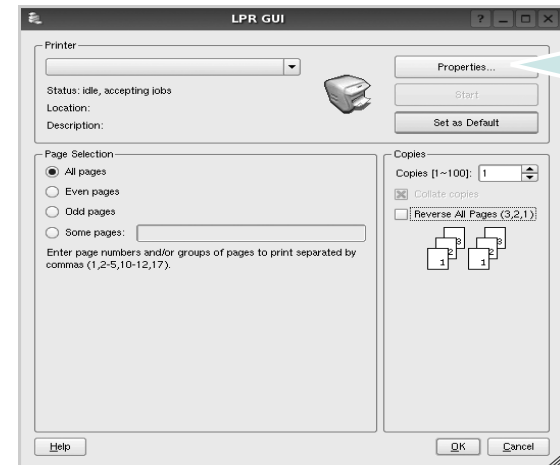 LPR GUI
Printer
Properties...
Status: idle, accepting jobs
Start
Location:
Description:
Set as Default
Page Selection
All pages
Even pages
Odd pages
Some pages:
Enter page numbers and/or groups of pages to print separated by
commas (1,2-5,10-12,17).
Copies
Copies [1~100]: 1
Collate copies
Reverse All Pages (3,2,1)
3 3
2 2
1 1
Help
OK
Cancel